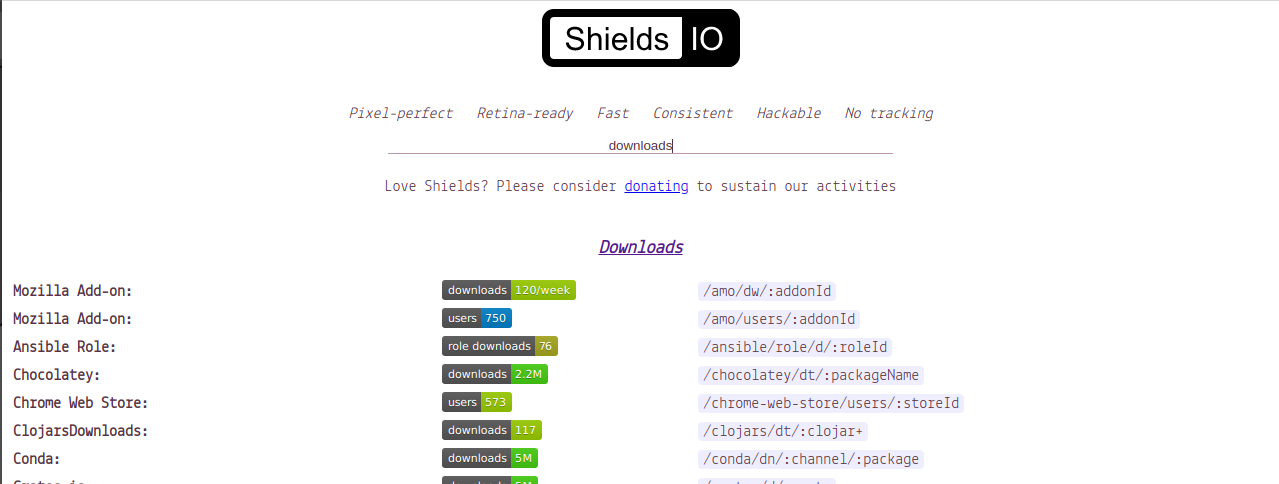 Shields IO
Pixel-perfect Retina-ready Fast Consistent Hackable No tracking
downloads
Love Shields? Please consider donating to sustain our activities
Downloads
Mozilla Add-on: downloads 120/week /amo/dw/:addonId
Mozilla Add-on: users 750 /amo/users/:addonId
Ansible Role: role downloads 76 /ansible/role/d/:roleId
Chocolatey: downloads 2.2M /chocolatey/dt/:packageName
Chrome Web Store: users 573 /chrome-web-store/users/:storeId
ClojarsDownloads: downloads 117 /clojars/dt/:clojar+
Conda: downloads 5M /conda/dn/:channel/:package